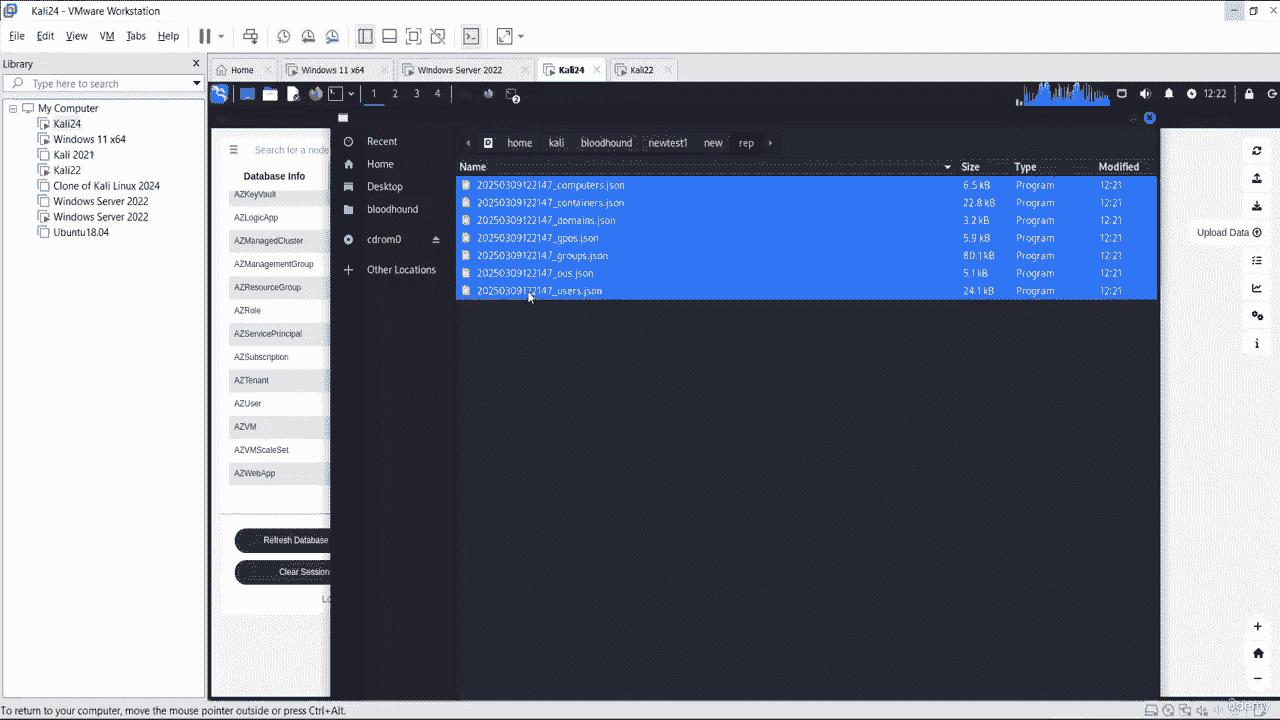 Kali24 - VMware Workstation
File Edit View VM Tabs Help
Library X
Type here to search
My Computer
Kali24
Windows 11 x64
Kali 2021
Kali22
Clone of Kali Linux 2024
Windows Server 2022
Windows Server 2022
Ubuntu18.04
Home Windows 11 x64 Windows Server 2022 Kali24 Kali22
1 2 3 4 2 12:22
Search for a node
Database Info
AZKeyVault
AZLogicApp
AZManagedCluster
AZManagementGroup
AZResourceGroup
AZRole
AZServicePrincipal
AZSubscription
AZTenant
AZUser
AZVM
AZVMScaleSet
AZWebApp
Refresh Database
Clear Session
Recent
Home
Desktop
bloodhound
cdrom0
Other Locations
home kali bloodhound newtest1 new rep
Name Size Type Modified
20250309122147_computers.json 6.5 kB Program 12:21
20250309122147_containers.json 22.8 kB Program 12:21
20250309122147_domains.json 3.2 kB Program 12:21
20250309122147_gpos.json 5.9 kB Program 12:21
20250309122147_groups.json 80.1 kB Program 12:21
20250309122147_ous.json 5.1 kB Program 12:21
20250309122147_users.json 24.1 kB Program 12:21
Upload Data
To return to your computer, move the mouse pointer outside or press Ctrl+Alt.
udemy